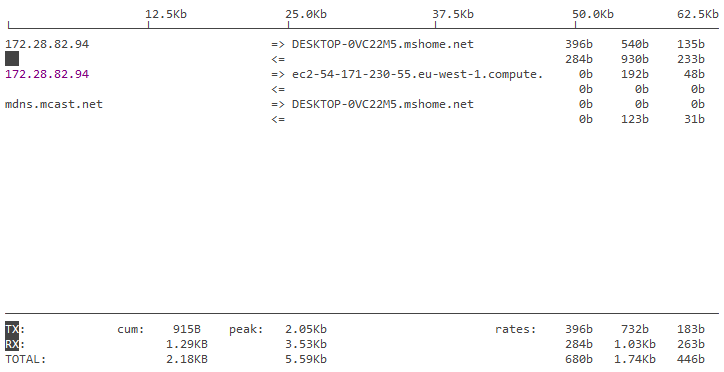 12.5Kb 25.0Kb 37.5Kb 50.0Kb 62.5Kb
172.28.82.94 => DESKTOP-0VC22M5.mshome.net 396b 540b 135b
<= 284b 930b 233b
172.28.82.94 => ec2-54-171-230-55.eu-west-1.compute. 0b 192b 48b
<= 0b 0b 0b
mdns.mcast.net => DESKTOP-0VC22M5.mshome.net 0b 0b 0b
<= 0b 123b 31b
TX: cum: 915B peak: 2.05Kb rates: 396b 732b 183b
RX: 1.29KB 3.53Kb 284b 1.03Kb 263b
TOTAL: 2.18KB 5.59Kb 680b 1.74Kb 446b